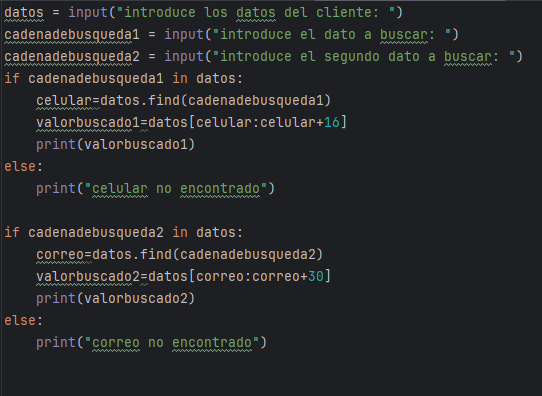 datos = input("introduce los datos del cliente: ")
cadenadebusqueda1 = input("introduce el dato a buscar: ")
cadenadebusqueda2 = input("introduce el segundo dato a buscar: ")
if cadenadebusqueda1 in datos:
    celular=datos.find(cadenadebusqueda1)
    valorbuscado1=datos[celular:celular+16]
    print(valorbuscado1)
else:
    print("celular no encontrado")

if cadenadebusqueda2 in datos:
    correo=datos.find(cadenadebusqueda2)
    valorbuscado2=datos[correo:correo+30]
    print(valorbuscado2)
else:
    print("correo no encontrado")